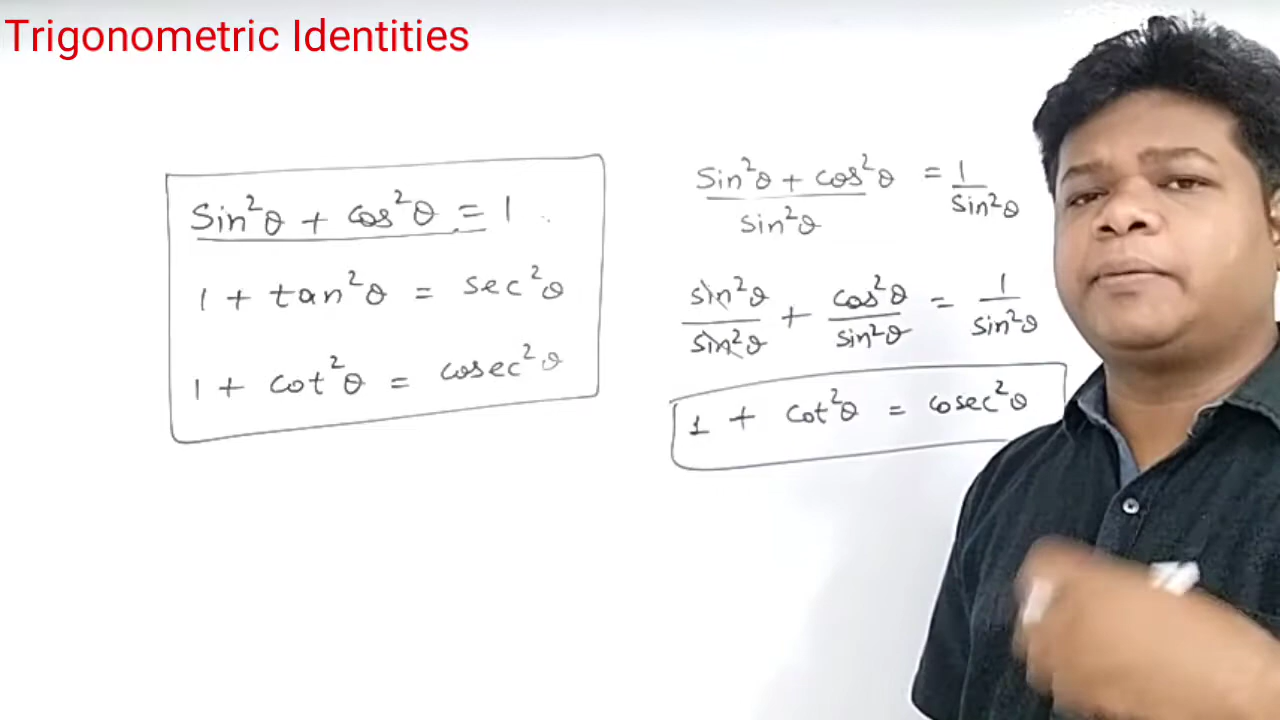 Trigonometric Identities
Sin²θ + cos²θ = 1
1 + tan²θ = sec²θ
1 + cot²θ = cosec²θ
Sin²θ + cos²θ / sin²θ = 1 / sin²θ
sin²θ / sin²θ + cos²θ / sin²θ = 1 / sin²θ
1 + cot²θ = cosec²θ